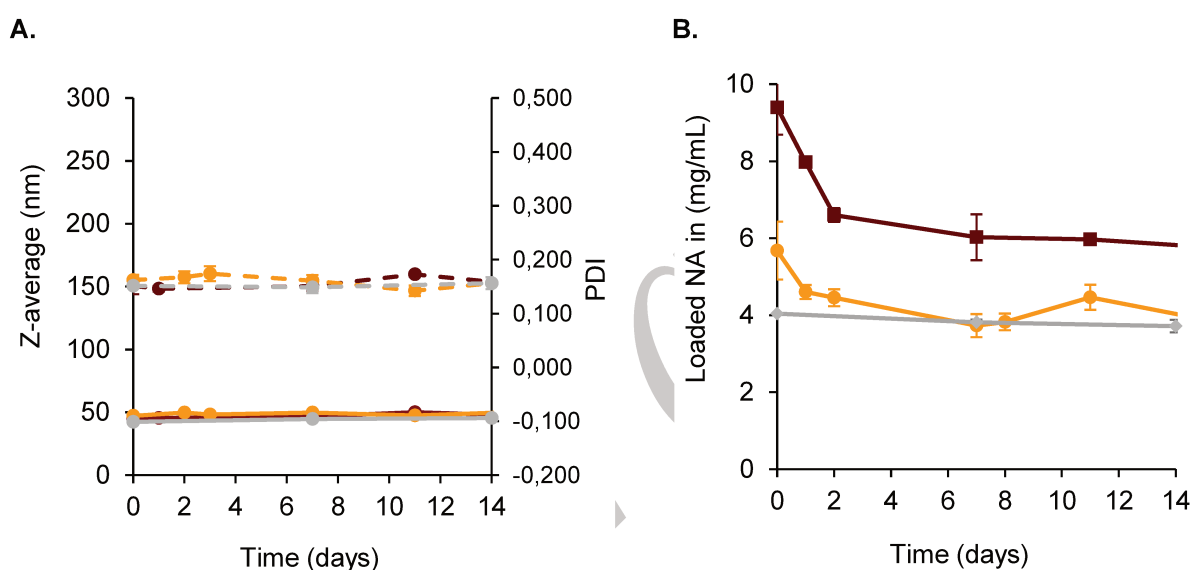 A.
B.
300
250
200
150
100
50
0
Z-average (nm)
0,500
0,400
0,300
0,200
0,100
0,000
-0,100
-0,200
PDI
0 2 4 6 8 10 12 14
Time (days)
10
8
6
4
2
0
Loaded NA in (mg/mL)
0 2 4 6 8 10 12 14
Time (days)